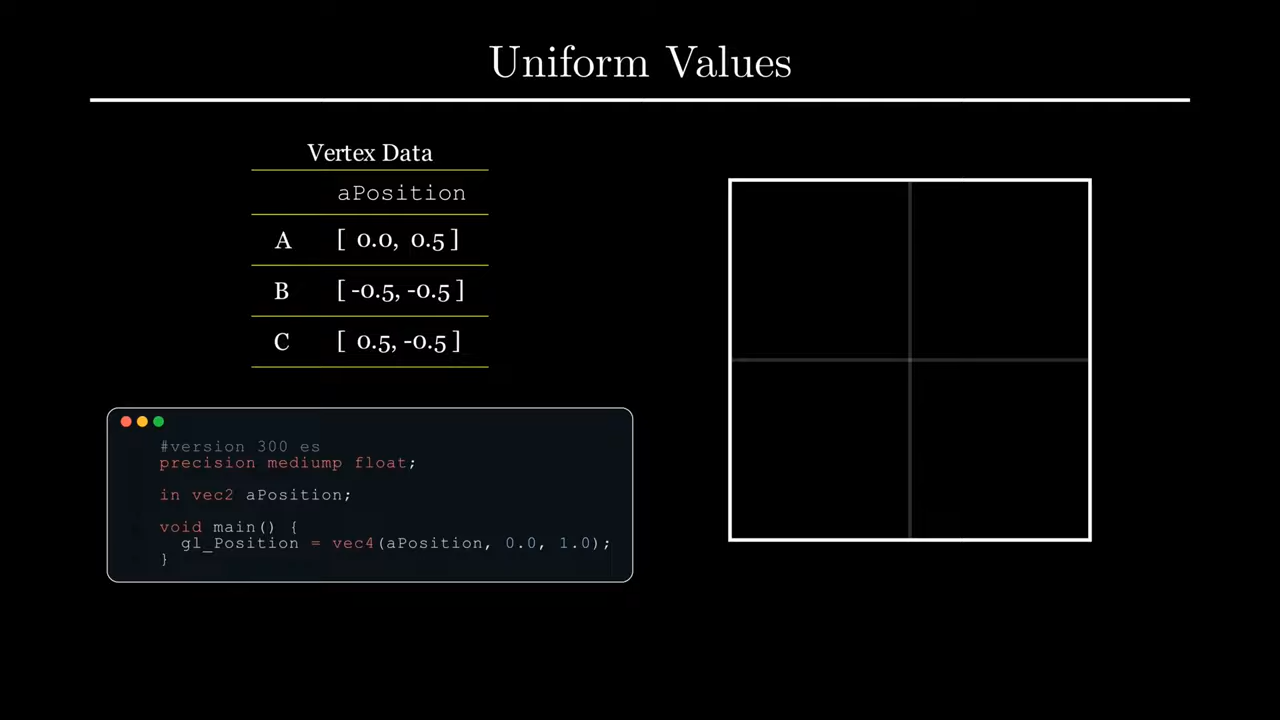 Uniform Values
Vertex Data
aPosition
A [ 0.0, 0.5 ]
B [ -0.5, -0.5 ]
C [ 0.5, -0.5 ]
#version 300 es
precision mediump float;
in vec2 aPosition;
void main() {
gl_Position = vec4(aPosition, 0.0, 1.0);
}